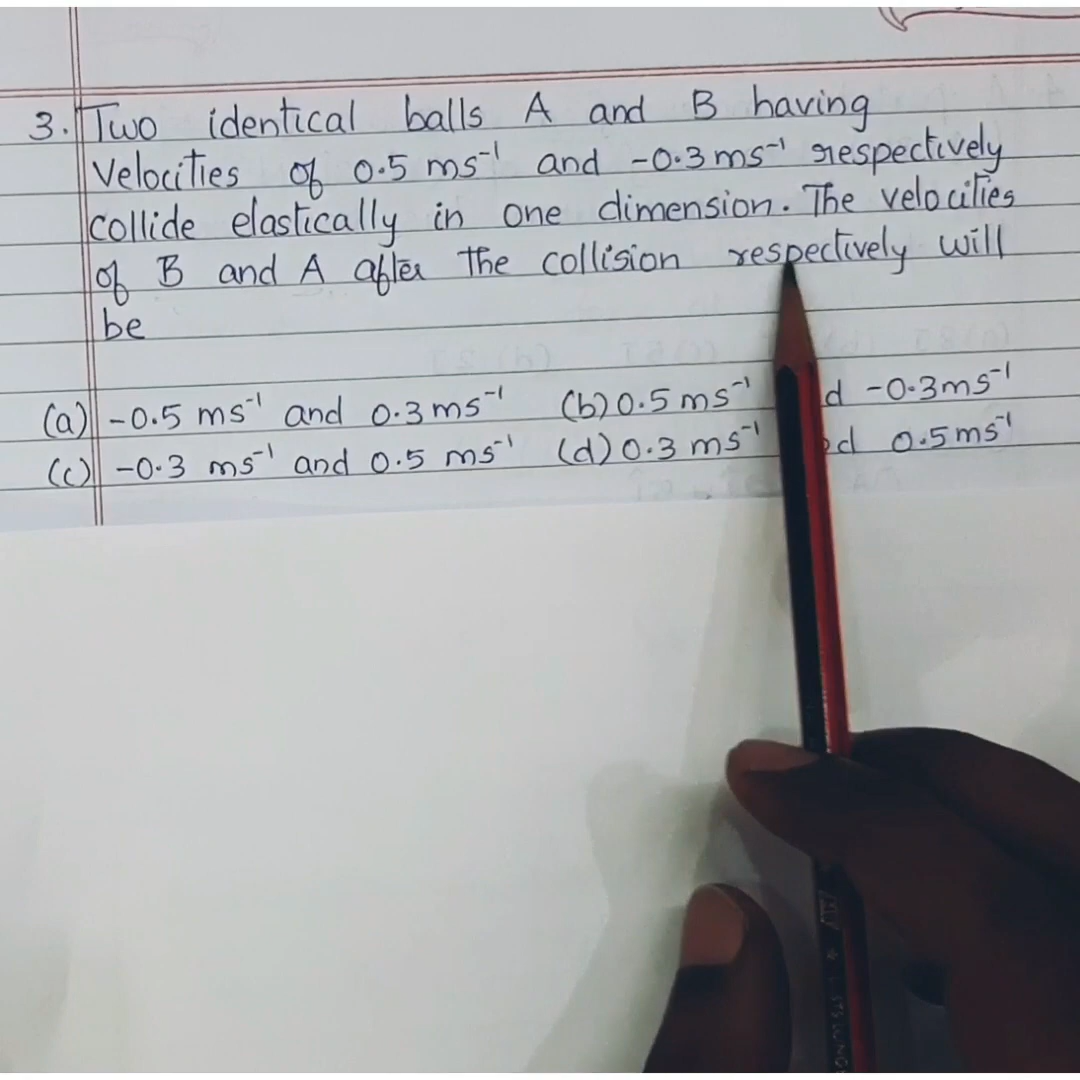 3. Two identical balls A and B having
Velocities of 0.5 ms⁻¹ and -0.3 ms⁻¹ respectively
collide elastically in one dimension. The velocities
of B and A after the collision respectively will
be
(a) -0.5 ms⁻¹ and 0.3 ms⁻¹ (b) 0.5 ms⁻¹ d -0.3 ms⁻¹
(c) -0.3 ms⁻¹ and 0.5 ms⁻¹ (d) 0.3 ms⁻¹ d 0.5 ms⁻¹